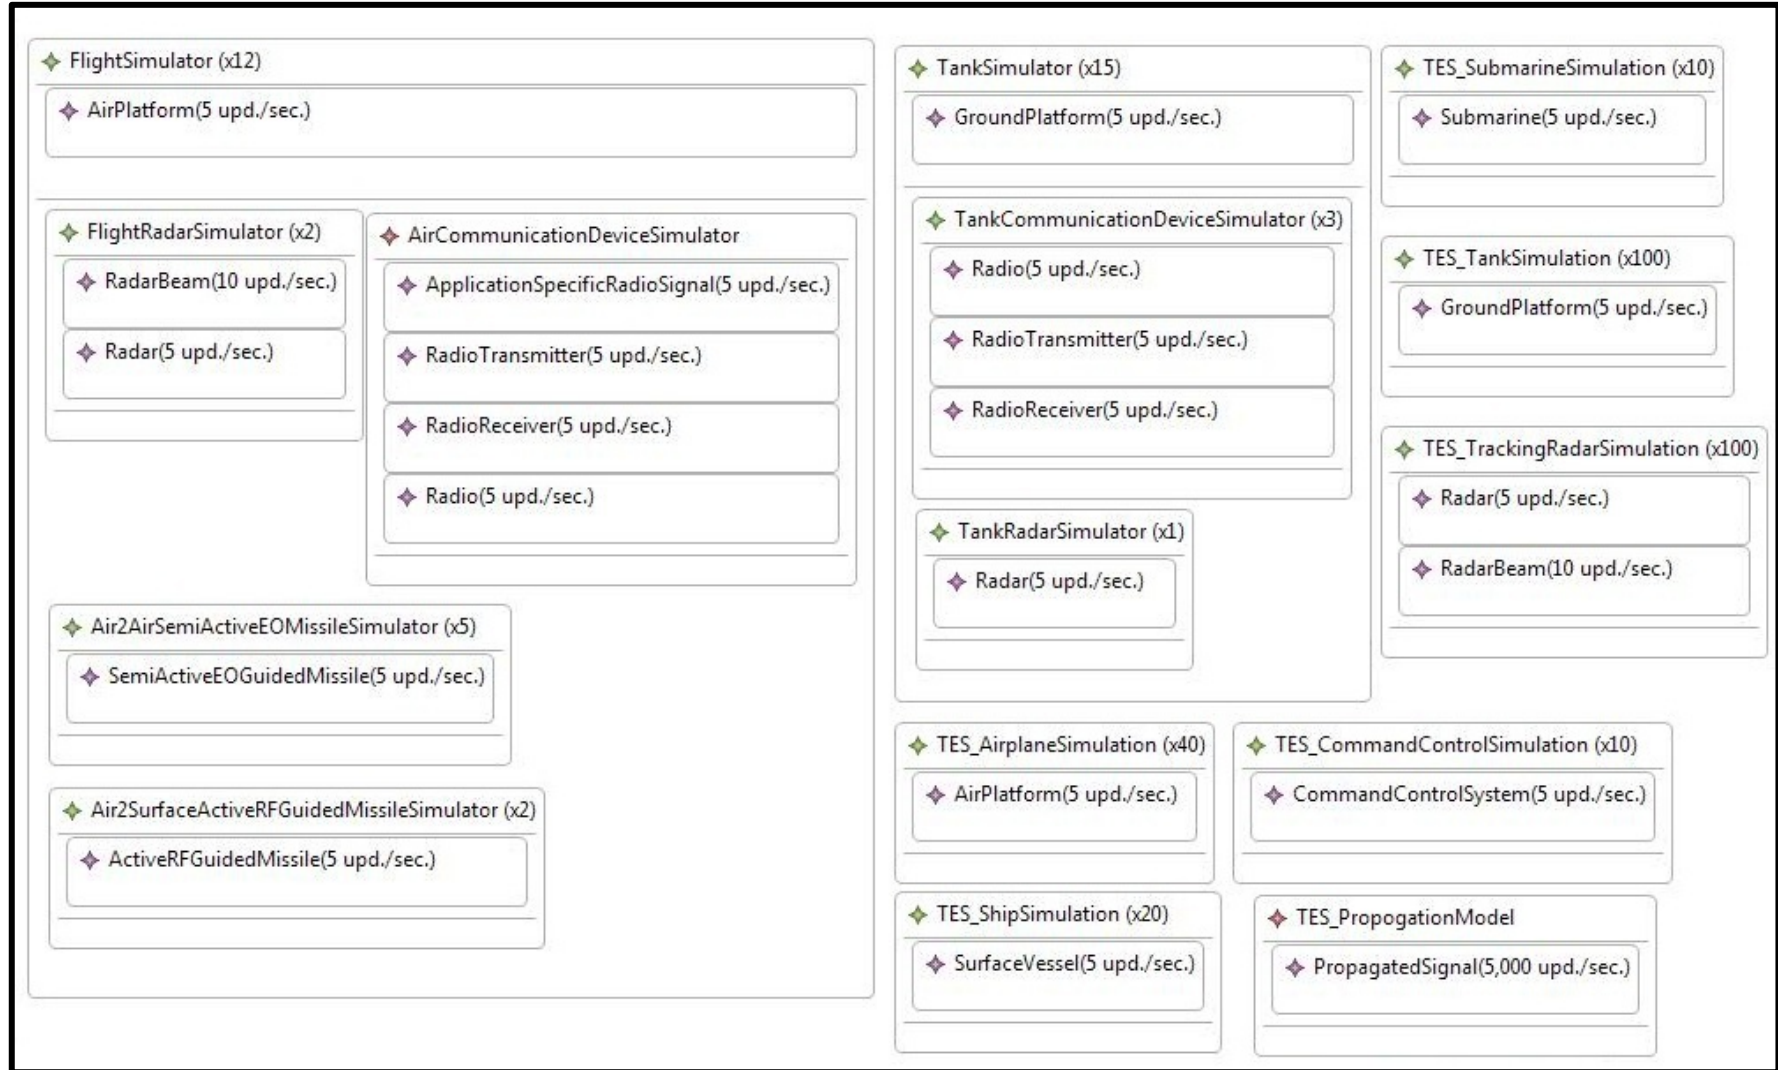 FlightSimulator (x12)
AirPlatform(5 upd./sec.)
FlightRadarSimulator (x2)
RadarBeam(10 upd./sec.)
Radar(5 upd./sec.)
AirCommunicationDeviceSimulator
ApplicationSpecificRadioSignal(5 upd./sec.)
RadioTransmitter(5 upd./sec.)
RadioReceiver(5 upd./sec.)
Radio(5 upd./sec.)
Air2AirSemiActiveEOMissileSimulator (x5)
SemiActiveEOGuidedMissile(5 upd./sec.)
Air2SurfaceActiveRFGuidedMissileSimulator (x2)
ActiveRFGuidedMissile(5 upd./sec.)
TankSimulator (x15)
GroundPlatform(5 upd./sec.)
TankCommunicationDeviceSimulator (x3)
Radio(5 upd./sec.)
RadioTransmitter(5 upd./sec.)
RadioReceiver(5 upd./sec.)
TankRadarSimulator (x1)
Radar(5 upd./sec.)
TES_SubmarineSimulation (x10)
Submarine(5 upd./sec.)
TES_TankSimulation (x100)
GroundPlatform(5 upd./sec.)
TES_TrackingRadarSimulation (x100)
Radar(5 upd./sec.)
RadarBeam(10 upd./sec.)
TES_AirplaneSimulation (x40)
AirPlatform(5 upd./sec.)
TES_CommandControlSimulation (x10)
CommandControlSystem(5 upd./sec.)
TES_ShipSimulation (x20)
SurfaceVessel(5 upd./sec.)
TES_PropogationModel
PropagatedSignal(5,000 upd./sec.)